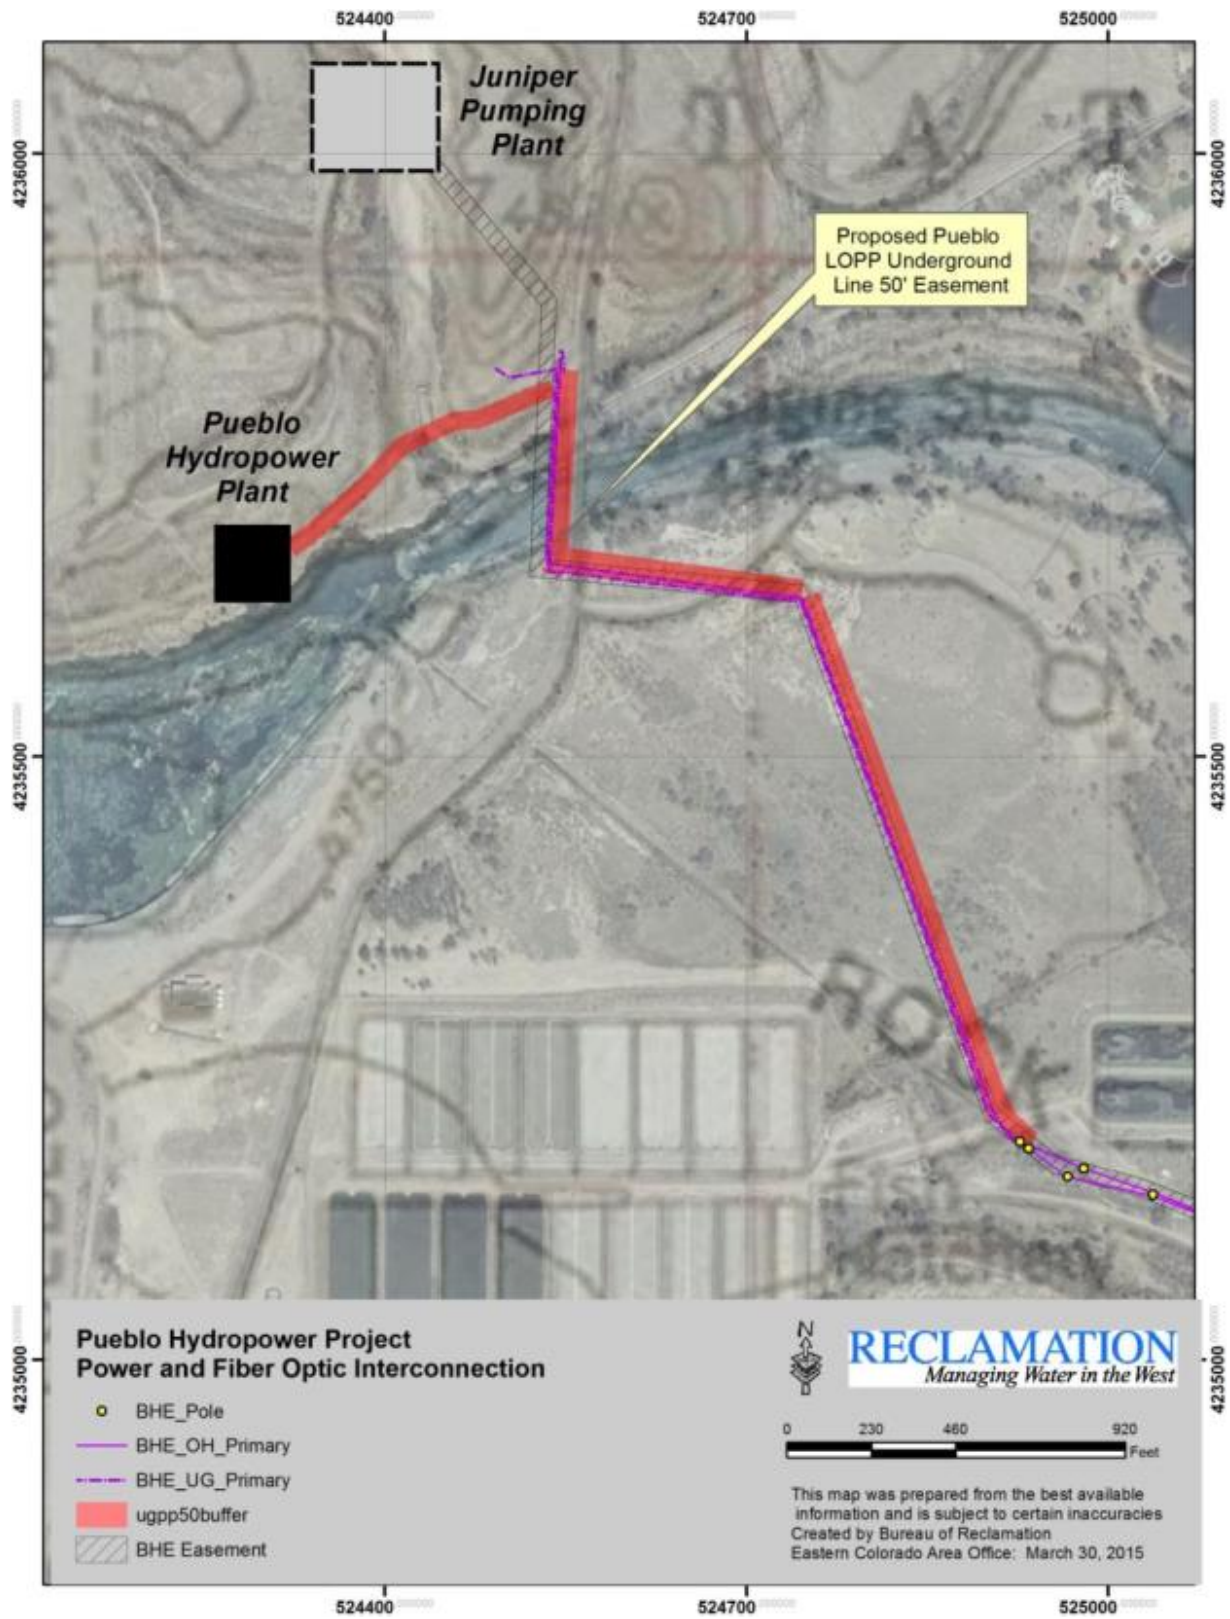 524400
524700
525000
Juniper
Pumping
Plant
4236000
4236000
Proposed Pueblo
LOPP Underground
Line 50' Easement
Pueblo
Hydropower
Plant
4235500
4235500
4750
ROCK
Fish
Pueblo Hydropower Project
Power and Fiber Optic Interconnection
BHE_Pole
BHE_OH_Primary
BHE_UG_Primary
ugpp50buffer
BHE Easement
N
RECLAMATION
Managing Water in the West
0 230 460 920
Feet
This map was prepared from the best available
information and is subject to certain inaccuracies
Created by Bureau of Reclamation
Eastern Colorado Area Office: March 30, 2015
4235000
4235000
524400
524700
525000